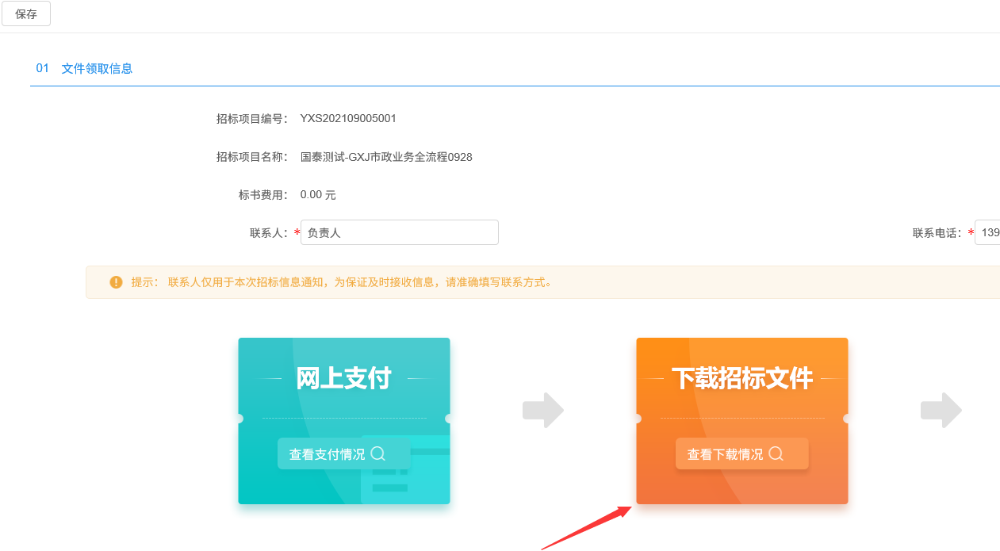 保存
01 文件领取信息
招标项目编号： YXS202109005001
招标项目名称： 国泰测试-GXJ市政业务全流程0928
标书费用： 0.00 元
联系人：*负责人 联系电话：*139
提示： 联系人仅用于本次招标信息通知，为保证及时接收信息，请准确填写联系方式。
网上支付 下载招标文件
查看支付情况 查看下载情况